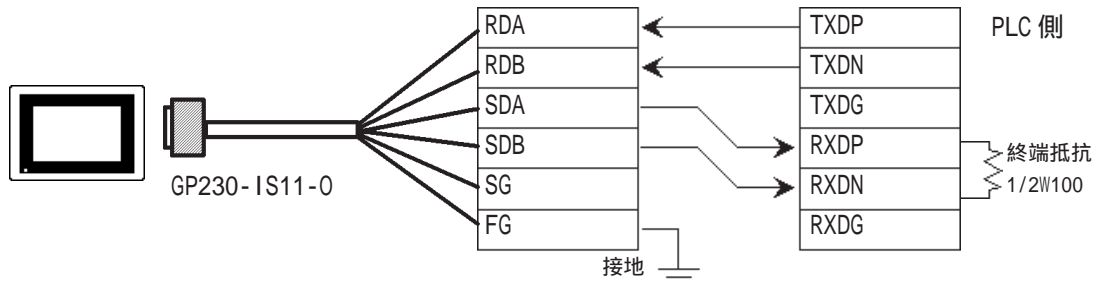 RDA
RDB
SDA
SDB
SG
FG
GP230-IS11-O
接地
TXDP
TXDN
TXDG
RXDP
RXDN
RXDG
PLC 側
終端抵抗
1/2W100